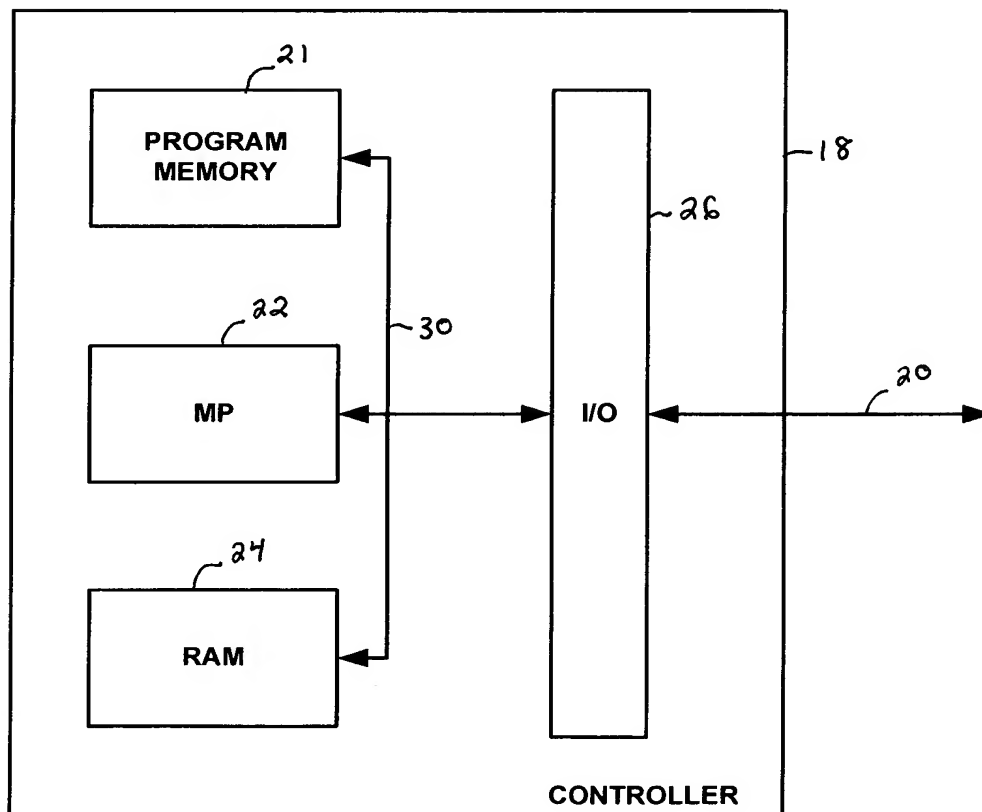 21
PROGRAM
MEMORY
18
26
22
30
20
MP
I/O
24
RAM
CONTROLLER